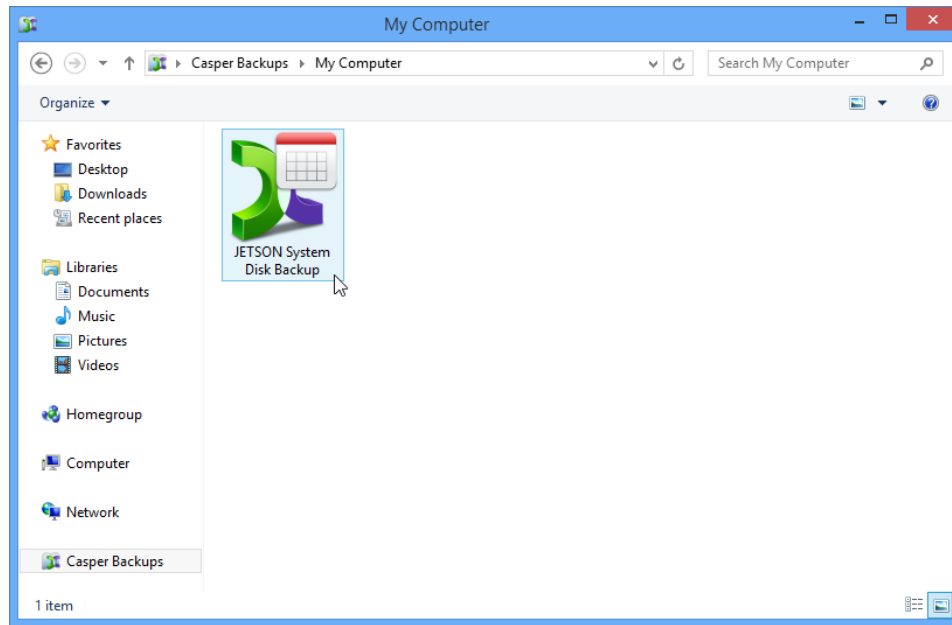 My Computer
Casper Backups My Computer
Search My Computer
Organize
Favorites
Desktop
Downloads
Recent places
Libraries
Documents
Music
Pictures
Videos
Homegroup
Computer
Network
Casper Backups
JETSON System
Disk Backup
1 item